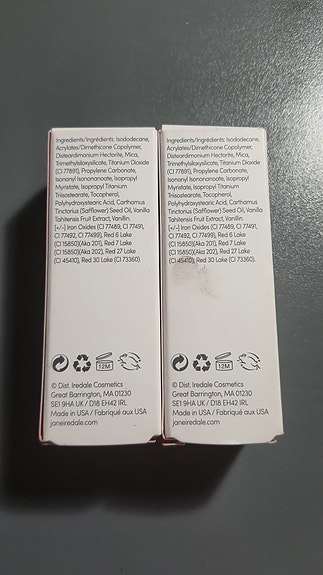 Ingredients/Ingrédients: Isododecane,
Acrylates/Dimethicone Copolymer,
Disteardimonium Hectorite, Mica,
Trimethylsiloxysilicate, Titanium Dioxide
(CI 77891), Propylene Carbonate,
Isononyl Isononanoate, Isopropyl
Myristate, Isopropyl Titanium
Triisostearate, Tocopherol,
Polyhydroxystearic Acid, Carthamus
Tinctorius (Safflower) Seed Oil, Vanilla
Tahitensis Fruit Extract, Vanillin.
[+/-] Iron Oxides (CI 77489, CI 77491,
CI 77492, CI 77499), Red 6 Lake
(CI 15850)(Aka 201), Red 7 Lake
(CI 15850)(Aka 202), Red 27 Lake
(CI 45410), Red 30 Lake (CI 73360).
12M
© Dist. Iredale Cosmetics
Great Barrington, MA 01230
SE1 9HA UK / D18 EH42 IRL
Made in USA / Fabriqué aux USA
janeiredale.com
Ingredients/Ingrédients: Isododecane,
Acrylates/Dimethicone Copolymer,
Disteardimonium Hectorite, Mica,
Trimethylsiloxysilicate, Titanium Dioxide
(CI 77891), Propylene Carbonate,
Isononyl Isononanoate, Isopropyl
Myristate, Isopropyl Titanium
Triisostearate, Tocopherol,
Polyhydroxystearic Acid, Carthamus
Tinctorius (Safflower) Seed Oil, Vanilla
Tahitensis Fruit Extract, Vanillin.
[+/-] Iron Oxides (CI 77489, CI 77491,
CI 77492, CI 77499), Red 6 Lake
(CI 15850)(Aka 201), Red 7 Lake
(CI 15850)(Aka 202), Red 27 Lake
(CI 45410), Red 30 Lake (CI 73360).
12M
© Dist. Iredale Cosmetics
Great Barrington, MA 01230
SE1 9HA UK / D18 EH42 IRL
Made in USA / Fabriqué aux USA
janeiredale.com